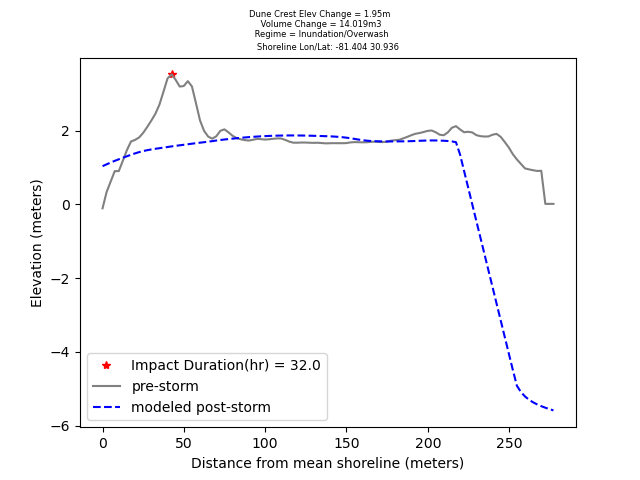 Dune Crest Elev Change = 1.95m
Volume Change = 14.019m3
Regime = Inundation/Overwash
Shoreline Lon/Lat: -81.404 30.936
Elevation (meters)
2
0
−2
−4
−6
Impact Duration(hr) = 32.0
pre-storm
modeled post-storm
0 50 100 150 200 250
Distance from mean shoreline (meters)